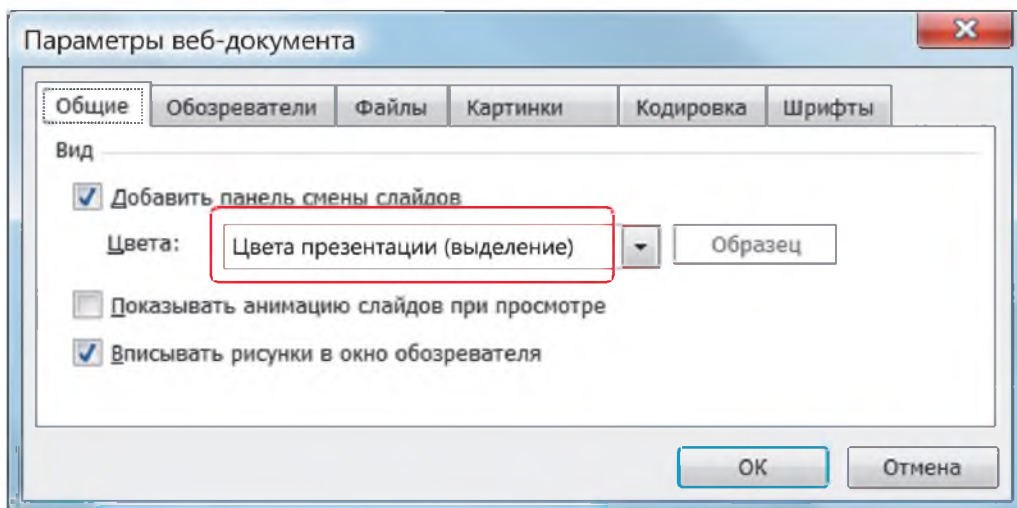 Параметры веб-документа
Общие Обозреватели Файлы Картинки Кодировка Шрифты
Вид
Добавить панель смены слайдов
Цвета: Цвета презентации (выделение) Образец
Показывать анимацию слайдов при просмотре
Вписывать рисунки в окно обозревателя
ОК Отмена